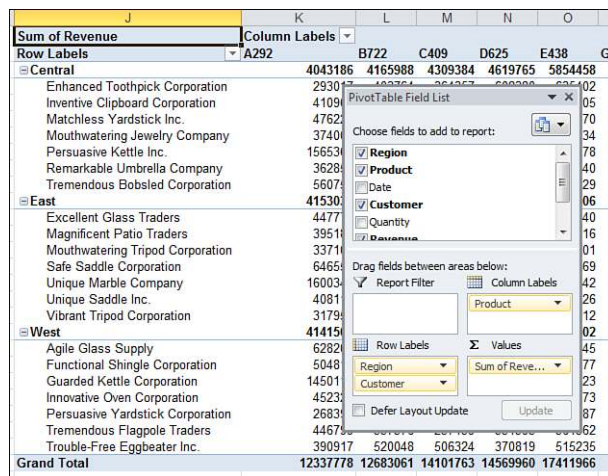 J K L M N O
Sum of Revenue Column Labels
Row Labels A292 B722 C409 D625 E438
Central 4043186 4165988 4309384 4619765 5854458
Enhanced Toothpick Corporation
Inventive Clipboard Corporation
Matchless Yardstick Inc.
Mouthwatering Jewelry Company
Persuasive Kettle Inc.
Remarkable Umbrella Company
Tremendous Bobsled Corporation
East
Excellent Glass Traders
Magnificent Patio Traders
Mouthwatering Tripod Corporation
Safe Saddle Corporation
Unique Marble Company
Unique Saddle Inc.
Vibrant Tripod Corporation
West
Agile Glass Supply
Functional Shingle Corporation
Guarded Kettle Corporation
Innovative Oven Corporation
Persuasive Yardstick Corporation
Tremendous Flagpole Traders
Trouble-Free Eggbeater Inc. 390917 520048 506324 370819 515235
Grand Total 12337778 12683061 14101763 14569960 17411966
PivotTable Field List
Choose fields to add to report:
Region
Product
Date
Customer
Quantity
Revenue
Drag fields between areas below:
Report Filter Column Labels
Product
Row Labels Σ Values
Region Sum of Reve...
Customer
Defer Layout Update Update